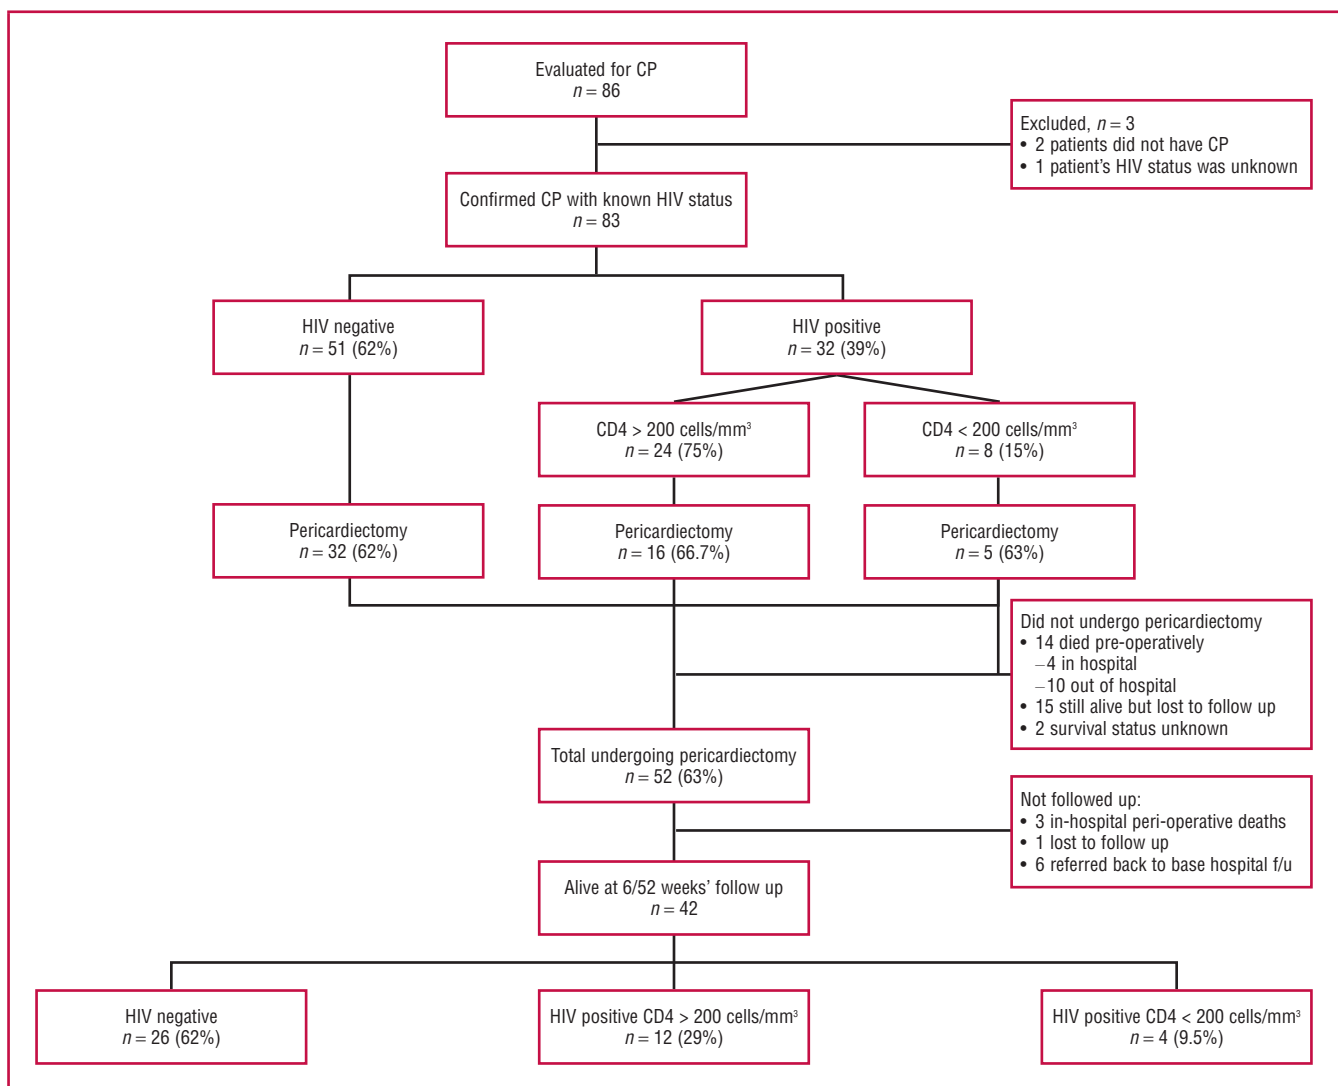 Evaluated for CP
n = 86
Excluded, n = 3
• 2 patients did not have CP
• 1 patient's HIV status was unknown
Confirmed CP with known HIV status
n = 83
HIV negative
n = 51 (62%)
HIV positive
n = 32 (39%)
CD4 > 200 cells/mm³
n = 24 (75%)
CD4 < 200 cells/mm³
n = 8 (15%)
Pericardiectomy
n = 32 (62%)
Pericardiectomy
n = 16 (66.7%)
Pericardiectomy
n = 5 (63%)
Did not undergo pericardiectomy
• 14 died pre-operatively
–4 in hospital
–10 out of hospital
• 15 still alive but lost to follow up
• 2 survival status unknown
Total undergoing pericardiectomy
n = 52 (63%)
Not followed up:
• 3 in-hospital peri-operative deaths
• 1 lost to follow up
• 6 referred back to base hospital f/u
Alive at 6/52 weeks' follow up
n = 42
HIV negative
n = 26 (62%)
HIV positive CD4 > 200 cells/mm³
n = 12 (29%)
HIV positive CD4 < 200 cells/mm³
n = 4 (9.5%)